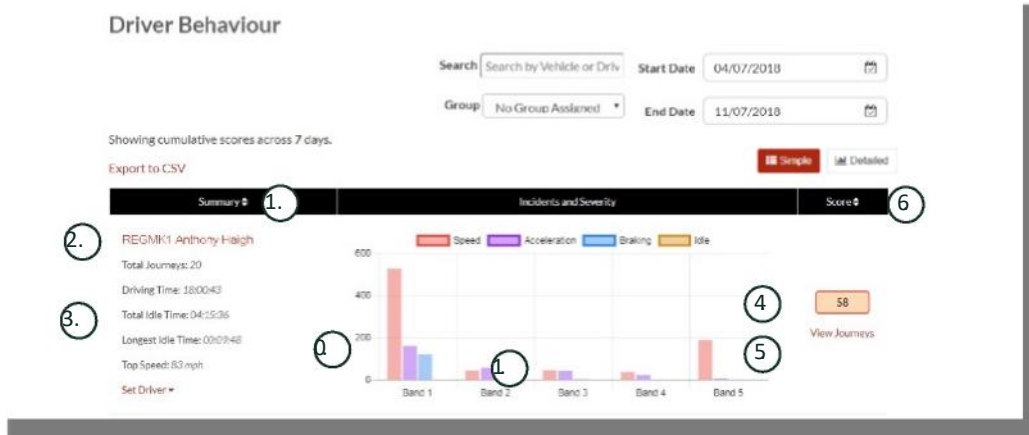 Driver Behaviour
Search Search by Vehicle or Driv Start Date 04/07/2018
Group No Group Assigned End Date 11/07/2018
Showing cumulative scores across 7 days.
Export to CSV
Simple Detailed
Summary 1. Incidents and Severity Score 6
2. REGMK1 Anthony Haigh
Speed Acceleration Braking Idle
Total Journeys: 20
Driving Time: 18:00:43
3. Total Idle Time: 04:15:36
Longest Idle Time: 00:09:48
Top Speed: 83 mph
Set Driver
600
400
200
0
1
Band 1 Band 2 Band 3 Band 4 Band 5
4 58
View Journeys
5